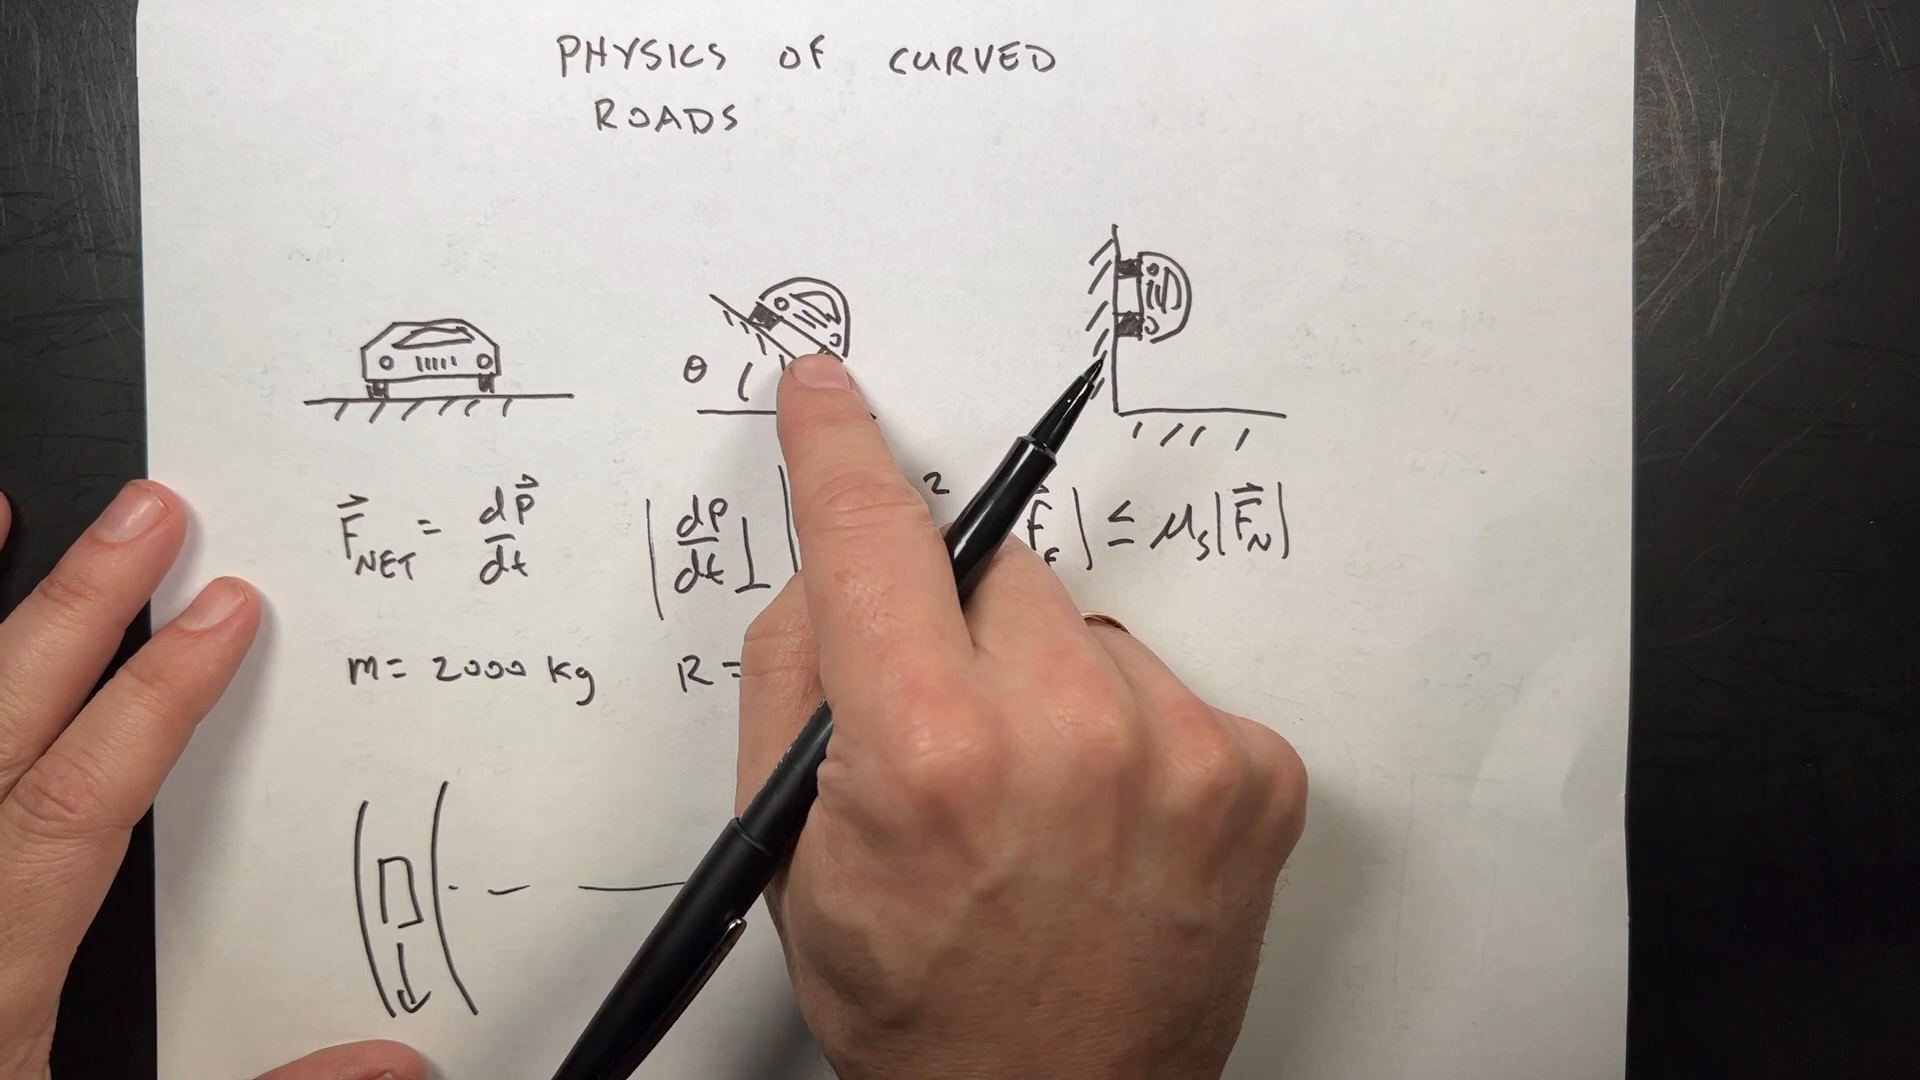 PHYSICS OF CURVED
ROADS
θ
F⃗NET = dp⃗/dt |dp/dt ⊥| 2 F⃗ | ≤ μs|F⃗N|
m = 2000 kg R =